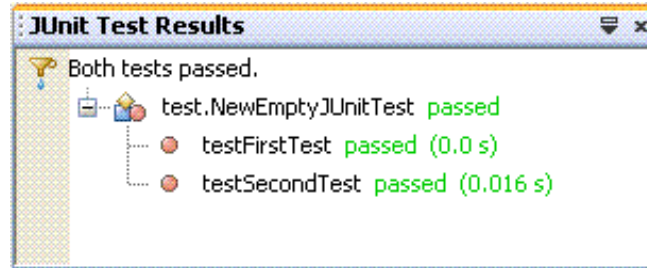 JUnit Test Results
Both tests passed.
test.NewEmptyJUnitTest passed
testFirstTest passed (0.0 s)
testSecondTest passed (0.016 s)